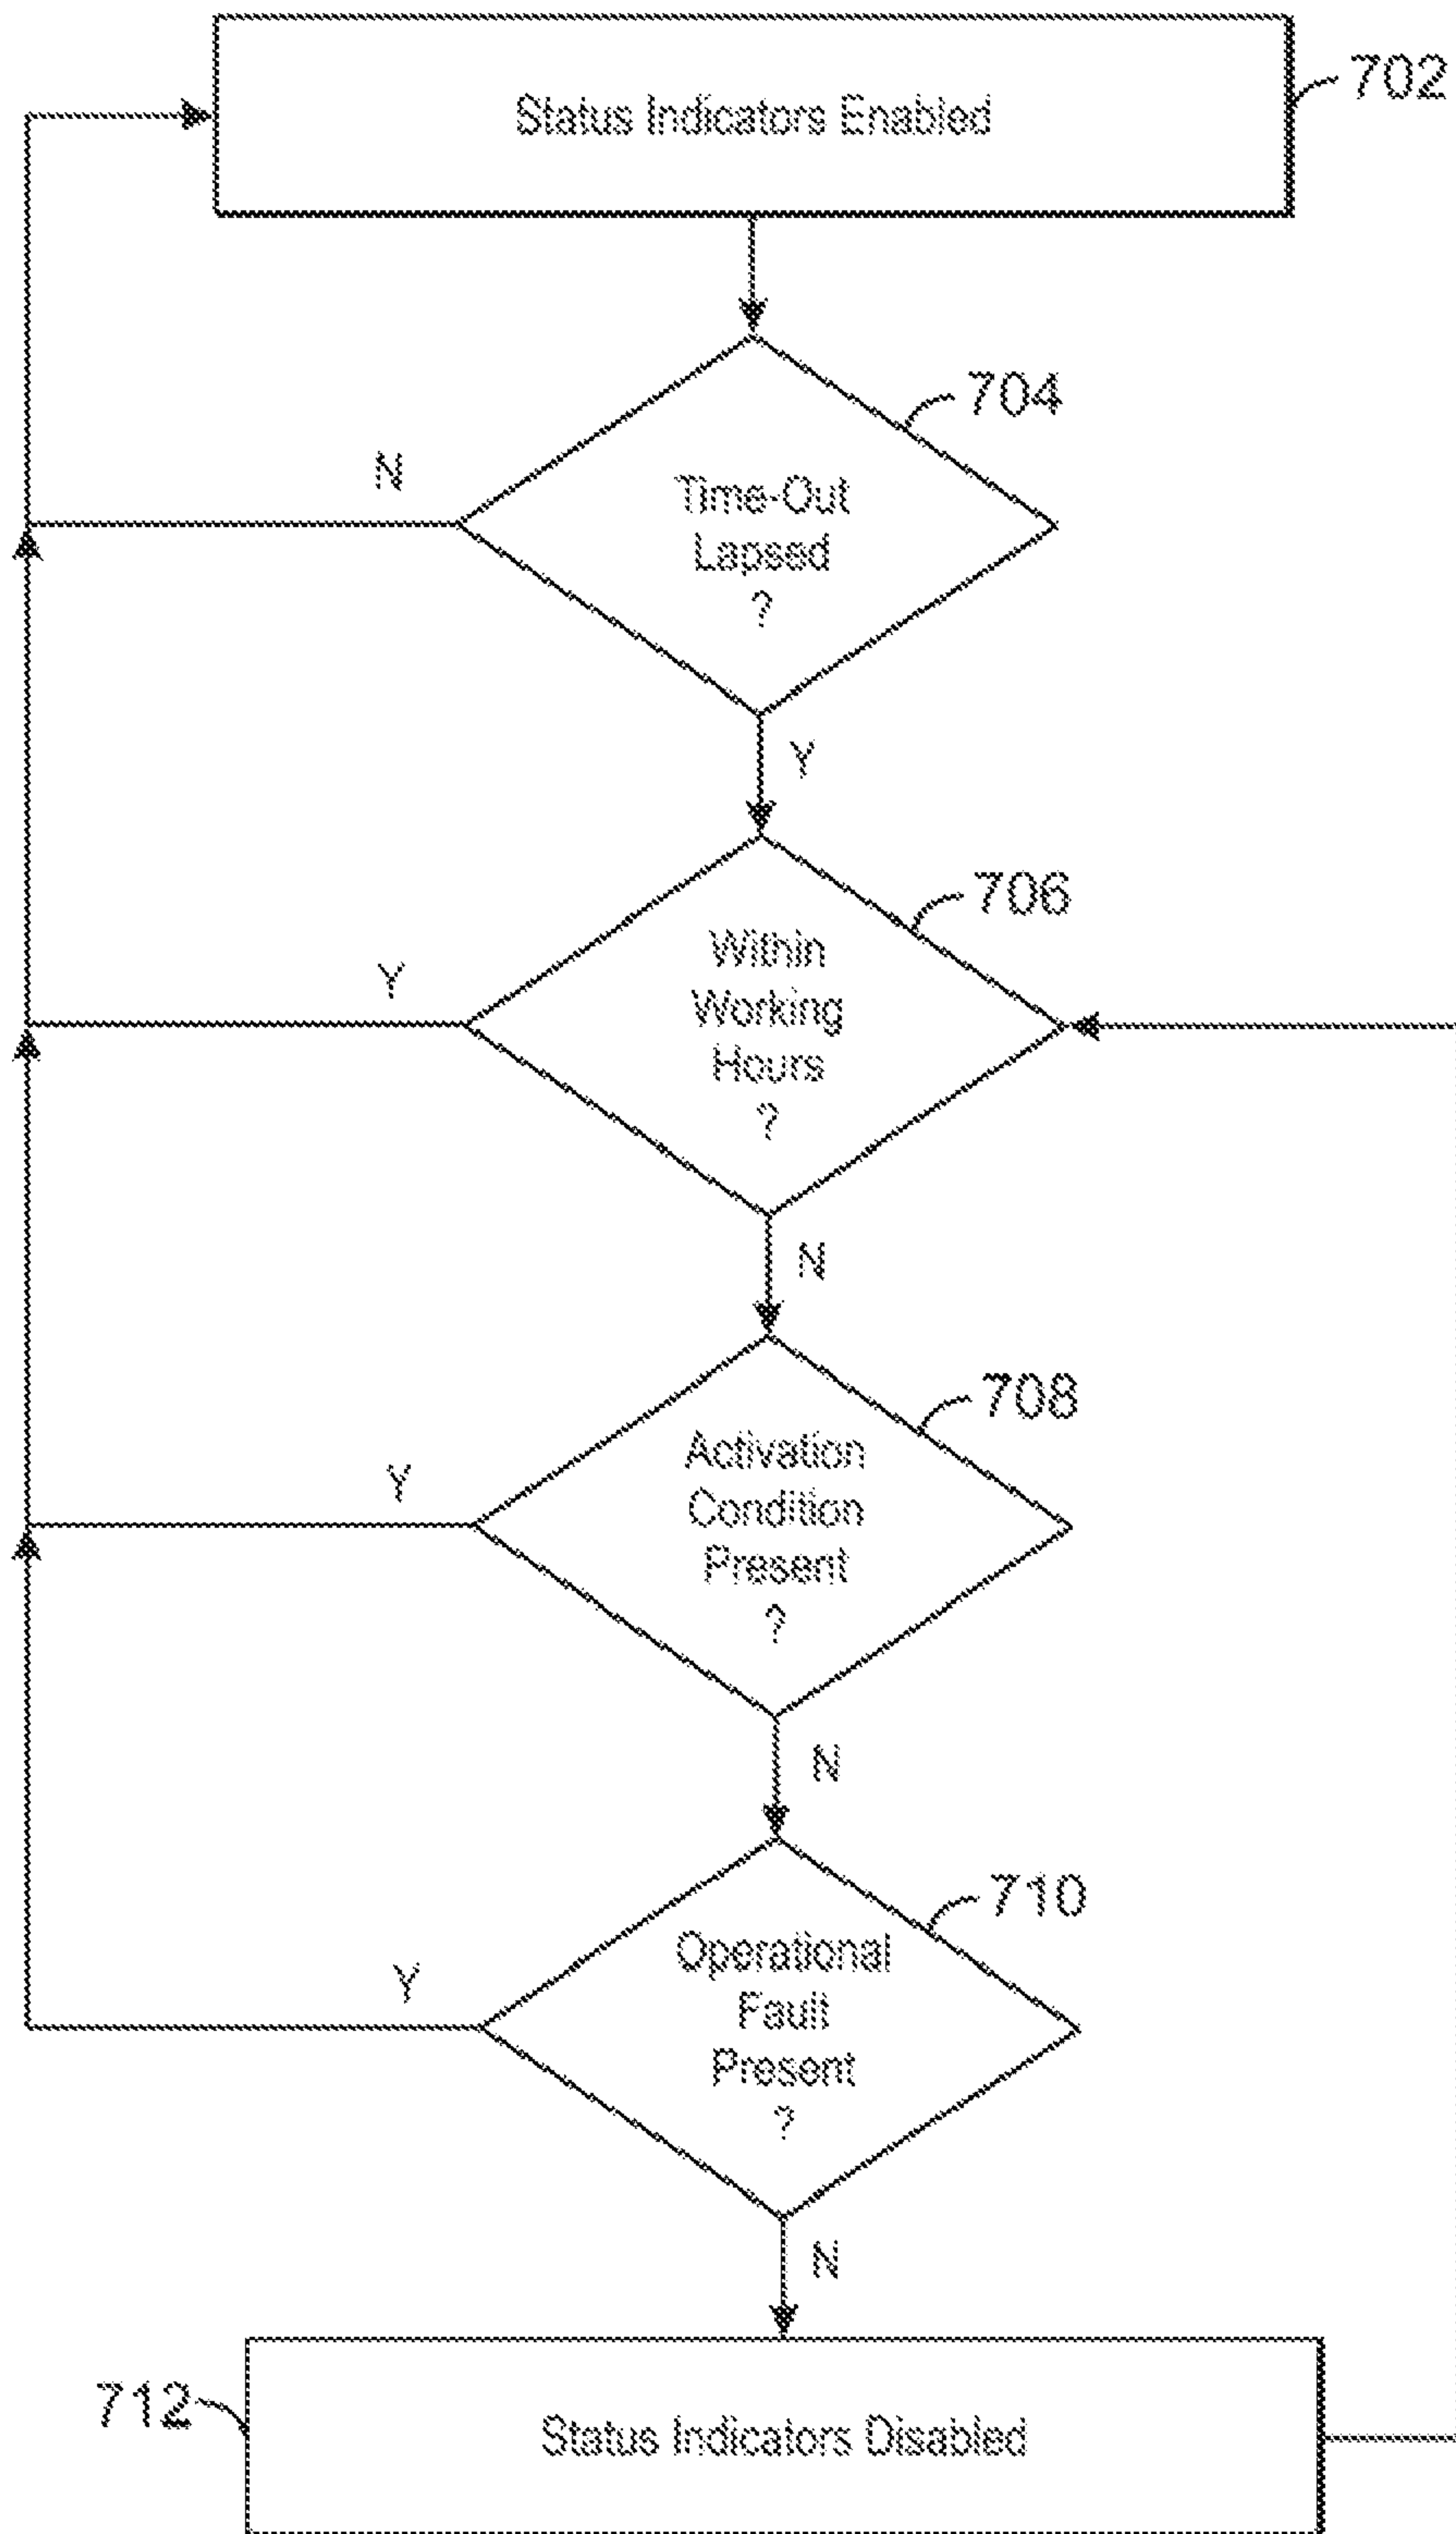 Status Indicators Enabled
702
704
N
Time-Out
Lapsed
?
Y
706
Within
Working
Hours
?
Y
N
708
Activation
Condition
Present
?
Y
N
710
Operational
Fault
Present
?
Y
N
712
Status Indicators Disabled